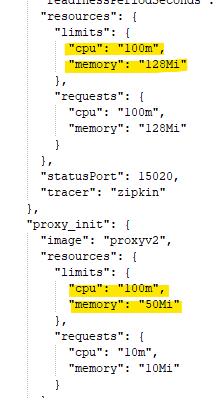 "resources": {
"limits": {
"cpu": "100m",
"memory": "128Mi"
},
"requests": {
"cpu": "100m",
"memory": "128Mi"
}
},
"statusPort": 15020,
"tracer": "zipkin"
},
"proxy_init": {
"image": "proxyv2",
"resources": {
"limits": {
"cpu": "100m",
"memory": "50Mi"
},
"requests": {
"cpu": "10m",
"memory": "10Mi"
}
}